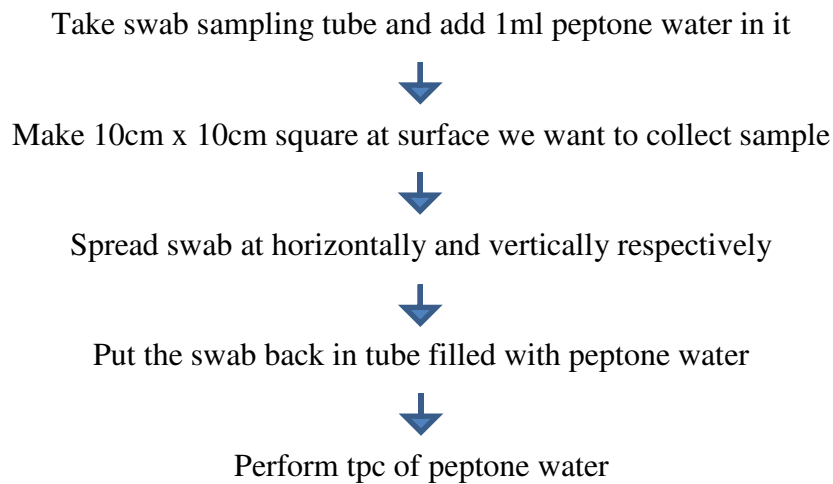 Take swab sampling tube and add 1ml peptone water in it
Make 10cm x 10cm square at surface we want to collect sample
Spread swab at horizontally and vertically respectively
Put the swab back in tube filled with peptone water
Perform tpc of peptone water